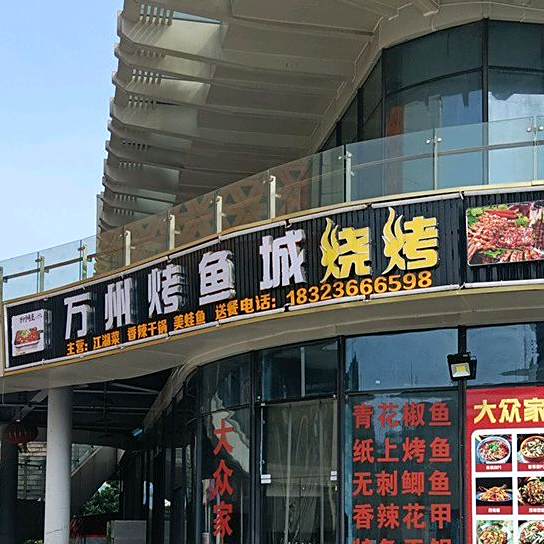 万州烤鱼城烧烤
主营：江湖菜 香辣干锅 美蛙鱼 送餐电话：18323666598
大众家
青花椒鱼
纸上烤鱼
无刺鲫鱼
香辣花甲
大众家